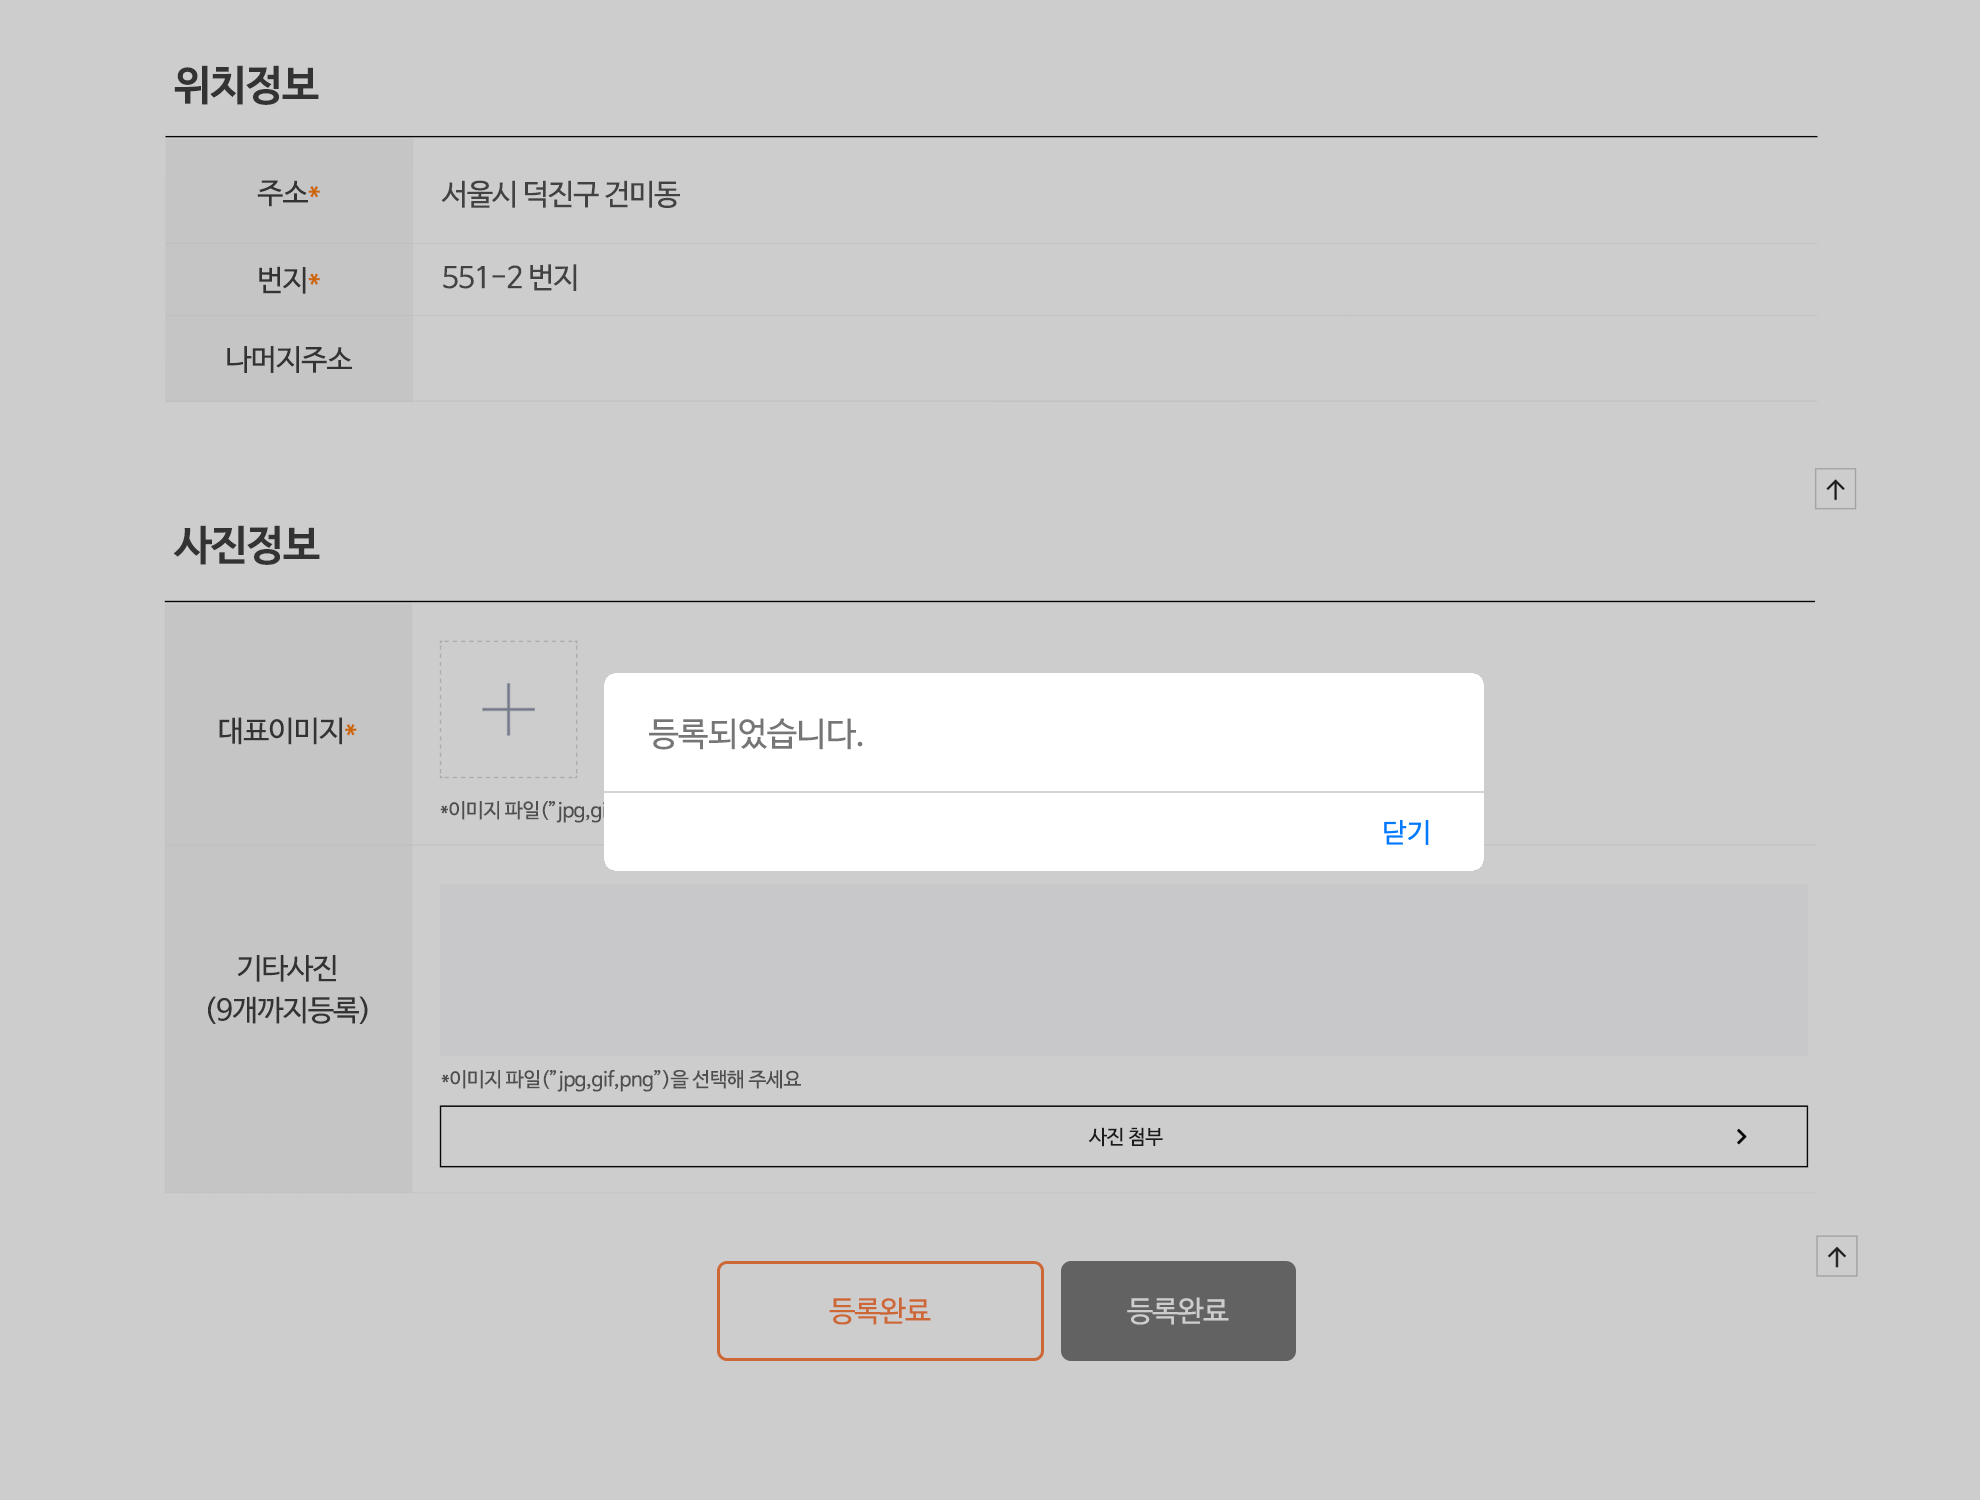 위치정보
주소* 서울시 덕진구 건미동
번지* 551-2 번지
나머지주소
사진정보
대표이미지*
등록되었습니다.
*이미지 파일("jpg,gi
닫기
기타사진
(9개까지등록)
*이미지 파일("jpg,gif,png")을 선택해 주세요
사진 첨부
등록완료 등록완료